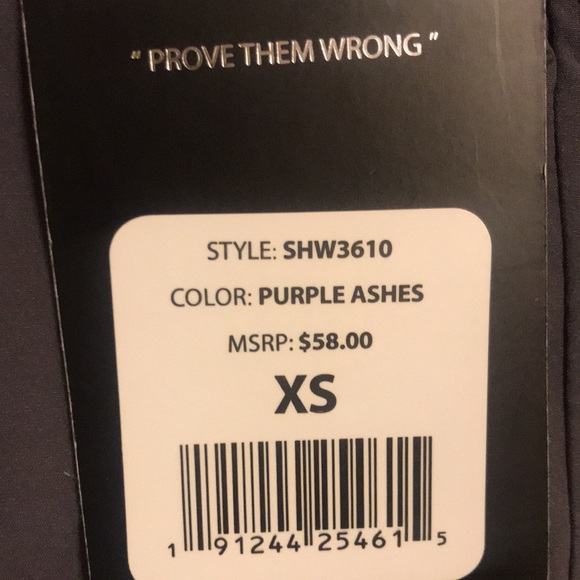 " PROVE THEM WRONG "
STYLE: SHW3610
COLOR: PURPLE ASHES
MSRP: $58.00
XS
1 91244 25461 5